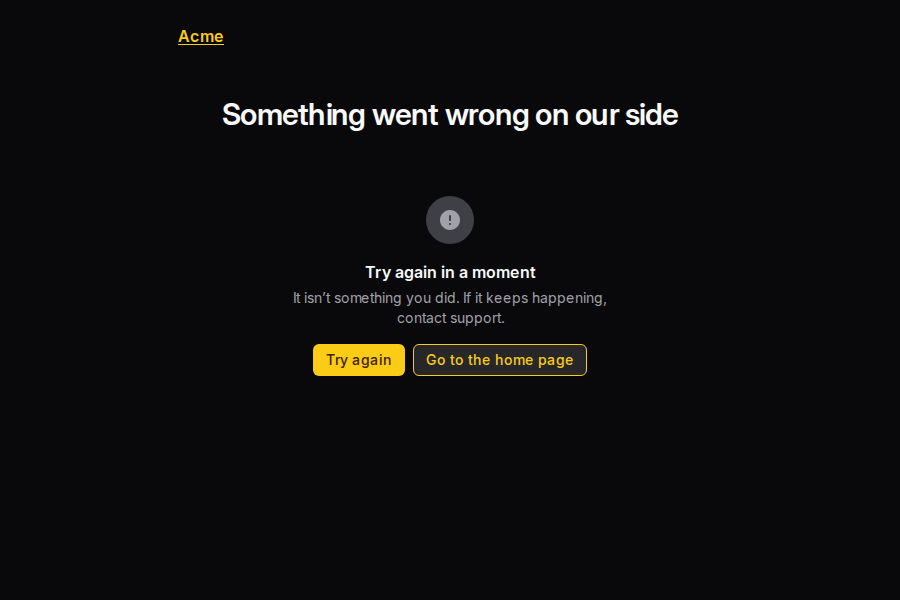 Acme
Something went wrong on our side
Try again in a moment
It isn’t something you did. If it keeps happening,
contact support.
Try again
Go to the home page